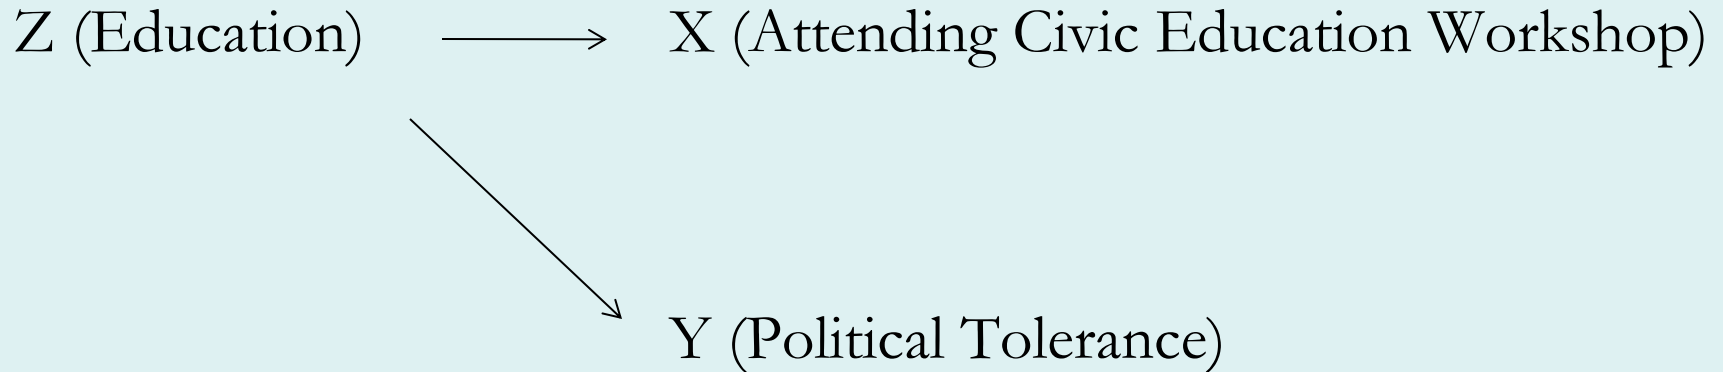 Z (Education) X (Attending Civic Education Workshop)
Y (Political Tolerance)